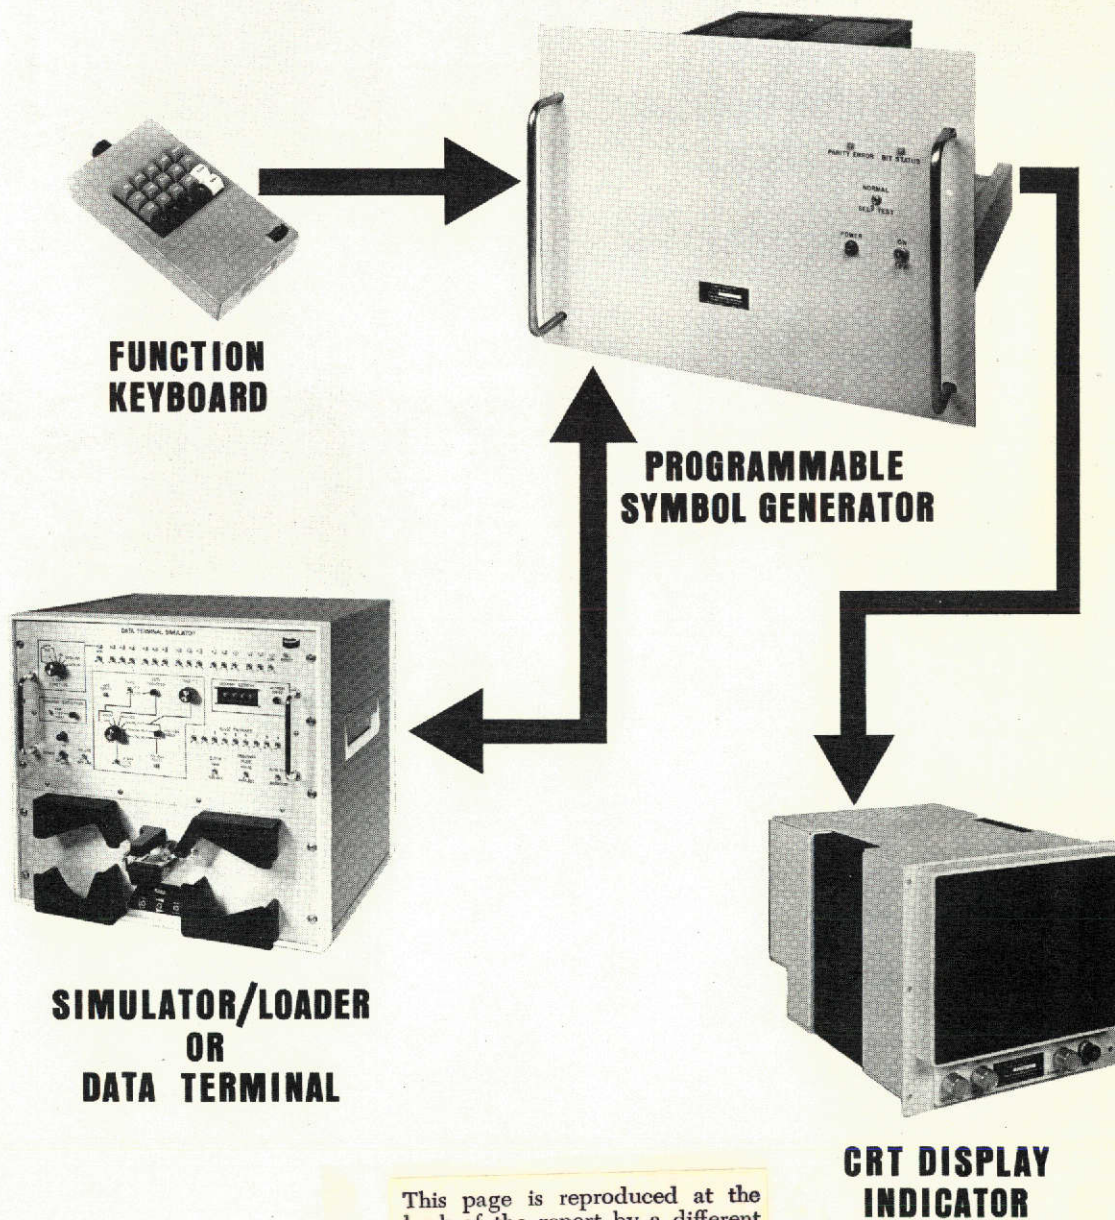 PARITY ERROR BIT STATUS
NORMAL
SELF TEST
POWER ON
FUNCTION
KEYBOARD
PROGRAMMABLE
SYMBOL GENERATOR
DATA TERMINAL SIMULATOR
SIMULATOR/LOADER
OR
DATA TERMINAL
CRT DISPLAY
INDICATOR
This page is reproduced at the
back of the report by a different